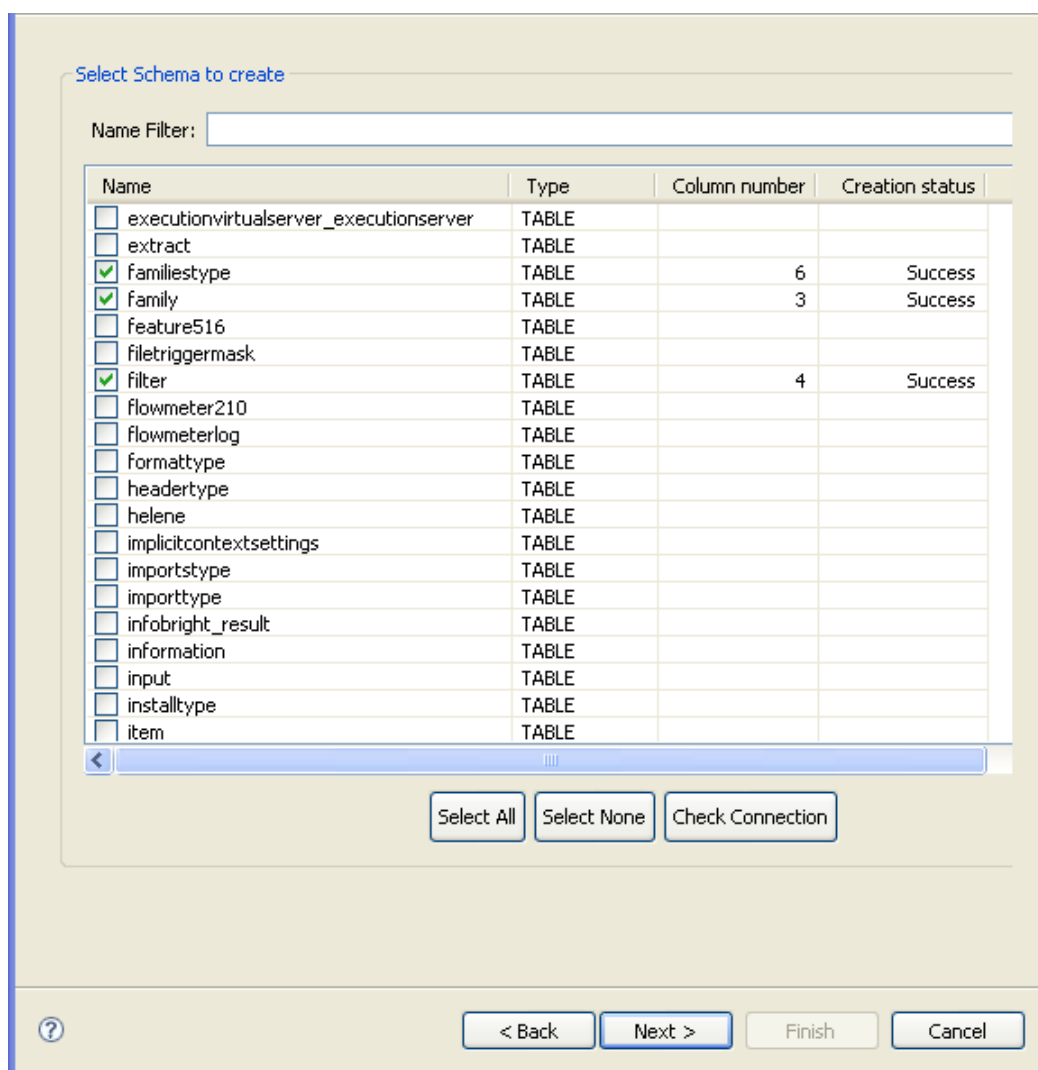 Select Schema to create
Name Filter:
Name Type Column number Creation status
executionvirtualserver_executionserver TABLE
extract TABLE
familiestype TABLE 6 Success
family TABLE 3 Success
feature516 TABLE
filetriggermask TABLE
filter TABLE 4 Success
flowmeter210 TABLE
flowmeterlog TABLE
formattype TABLE
headertype TABLE
helene TABLE
implicitcontextsettings TABLE
importstype TABLE
importtype TABLE
infobright_result TABLE
information TABLE
input TABLE
installtype TABLE
item TABLE
Select All Select None Check Connection
? < Back Next > Finish Cancel